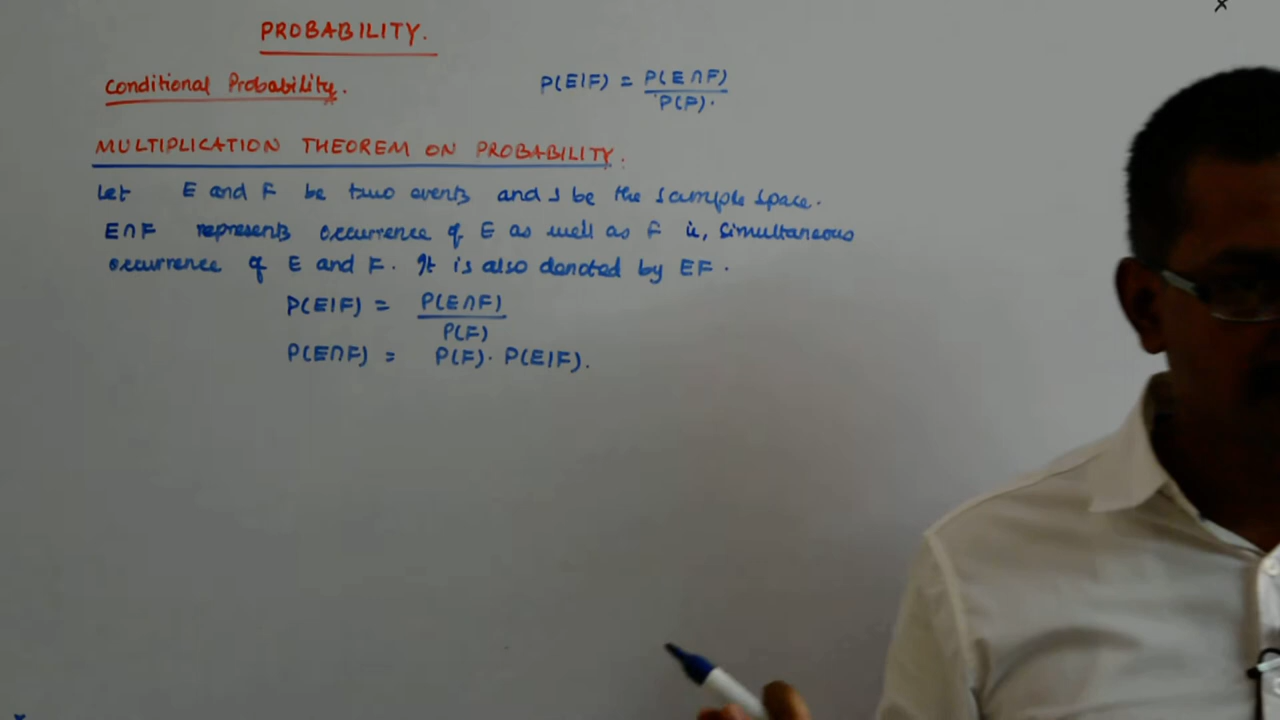 PROBABILITY.
Conditional Probability.
P(E|F) = P(E∩F) / P(F).
MULTIPLICATION THEOREM ON PROBABILITY.
Let E and F be two events and S be the sample space.
E∩F represents occurrence of E as well as F ie, simultaneous
occurrence of E and F. It is also denoted by EF.
P(E|F) = P(E∩F) / P(F)
P(E∩F) = P(F). P(E|F).